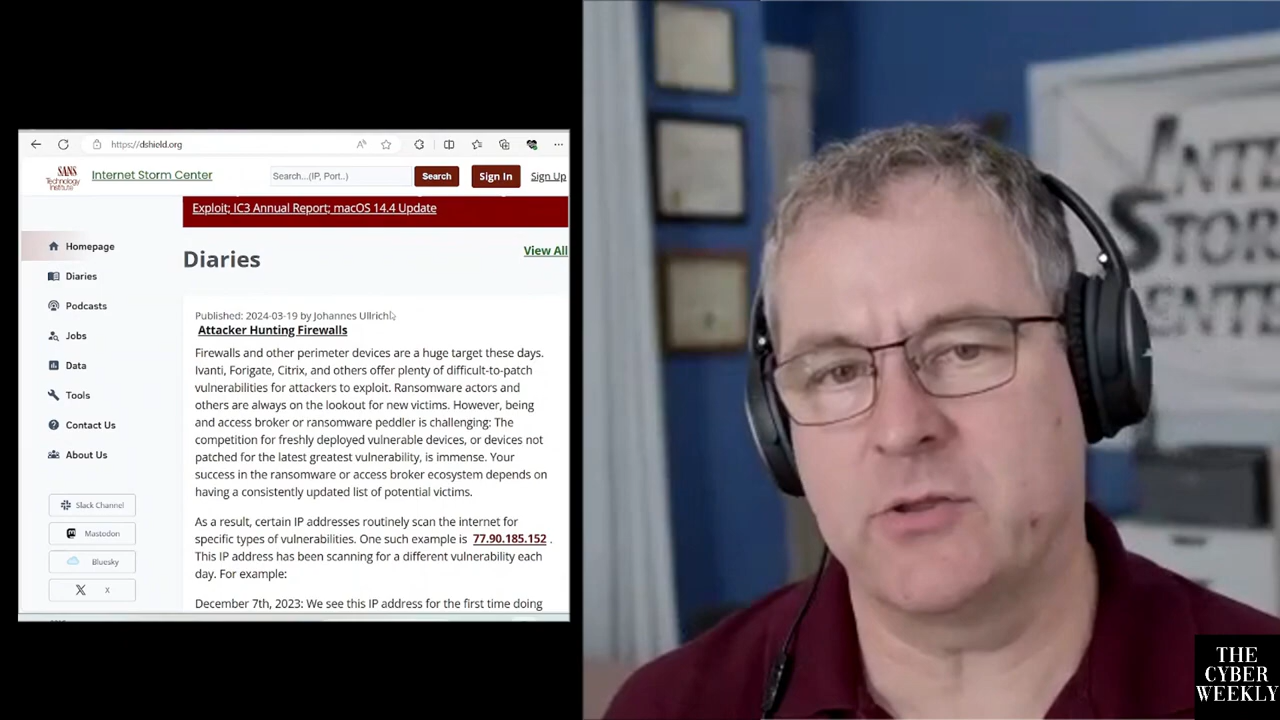 https://dshield.org
SANS
Technology
Institute
Internet Storm Center
Search...(IP, Port..)
Search
Sign In
Sign Up
Exploit; IC3 Annual Report; macOS 14.4 Update
Homepage
Diaries
Podcasts
Jobs
Data
Tools
Contact Us
About Us
Slack Channel
Mastodon
Bluesky
X
Diaries
View All
Published: 2024-03-19 by Johannes Ullrich
Attacker Hunting Firewalls
Firewalls and other perimeter devices are a huge target these days.
Ivanti, Forigate, Citrix, and others offer plenty of difficult-to-patch
vulnerabilities for attackers to exploit. Ransomware actors and
others are always on the lookout for new victims. However, being
and access broker or ransomware peddler is challenging: The
competition for freshly deployed vulnerable devices, or devices not
patched for the latest greatest vulnerability, is immense. Your
success in the ransomware or access broker ecosystem depends on
having a consistently updated list of potential victims.
As a result, certain IP addresses routinely scan the internet for
specific types of vulnerabilities. One such example is 77.90.185.152 .
This IP address has been scanning for a different vulnerability each
day. For example:
December 7th, 2023: We see this IP address for the first time doing
INTE
STOR
ENTE
THE
CYBER
WEEKLY